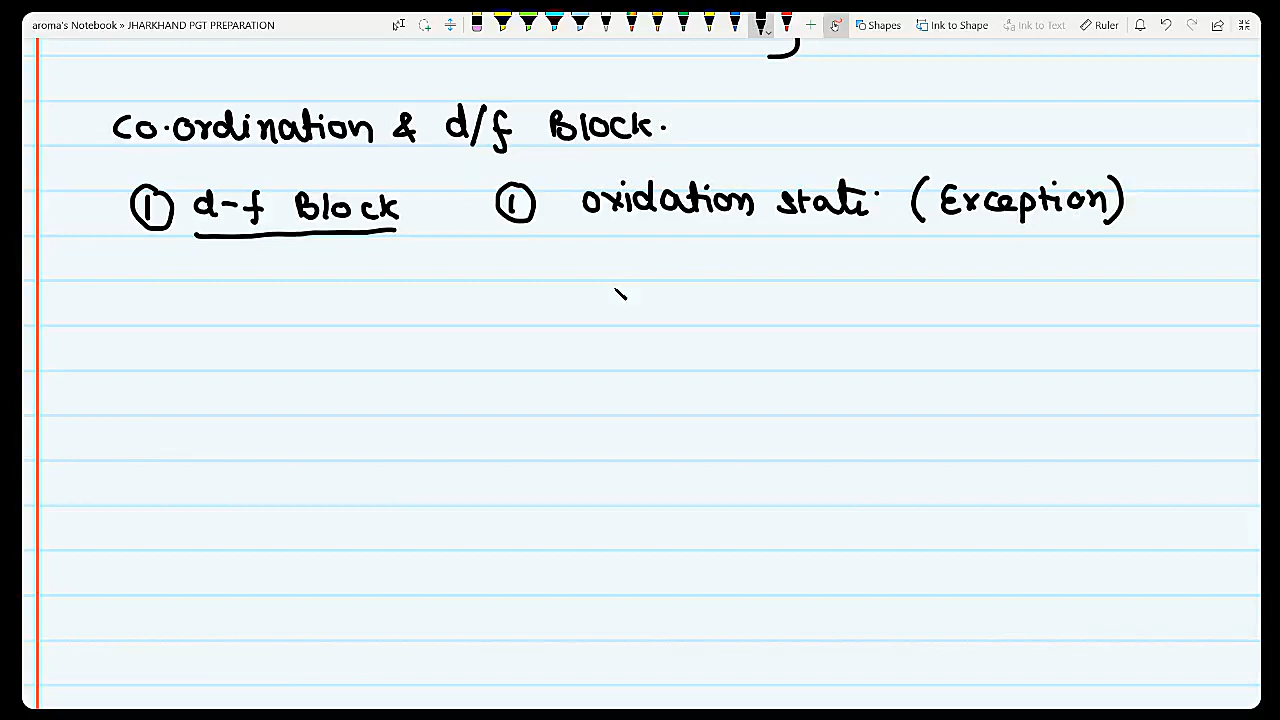 aroma's Notebook » JHARKHAND PGT PREPARATION
Shapes Ink to Shape Ink to Text Ruler
Co.ordination & d/f Block.
① d-f Block ① oxidation state. (Exception)